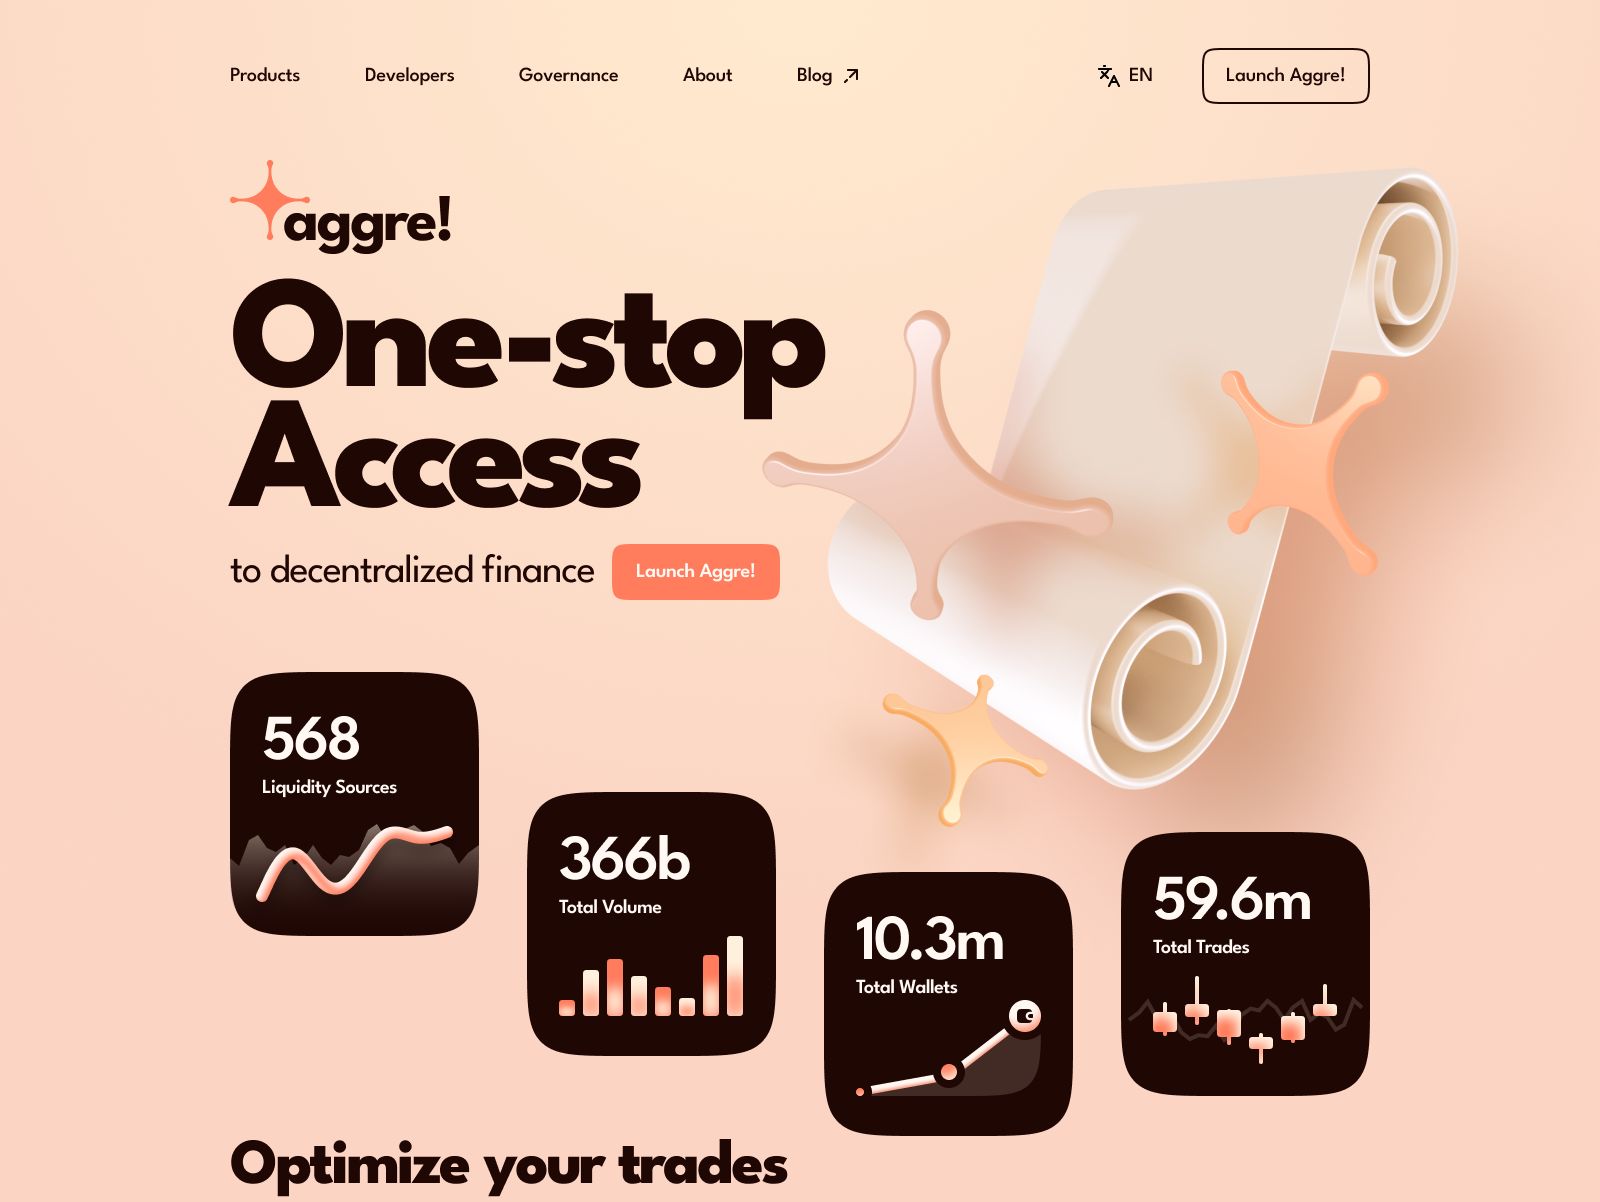 Products Developers Governance About Blog EN Launch Aggre!
aggre!
One-stop
Access
to decentralized finance Launch Aggre!
568
Liquidity Sources
366b
Total Volume
10.3m
Total Wallets
59.6m
Total Trades
Optimize your trades